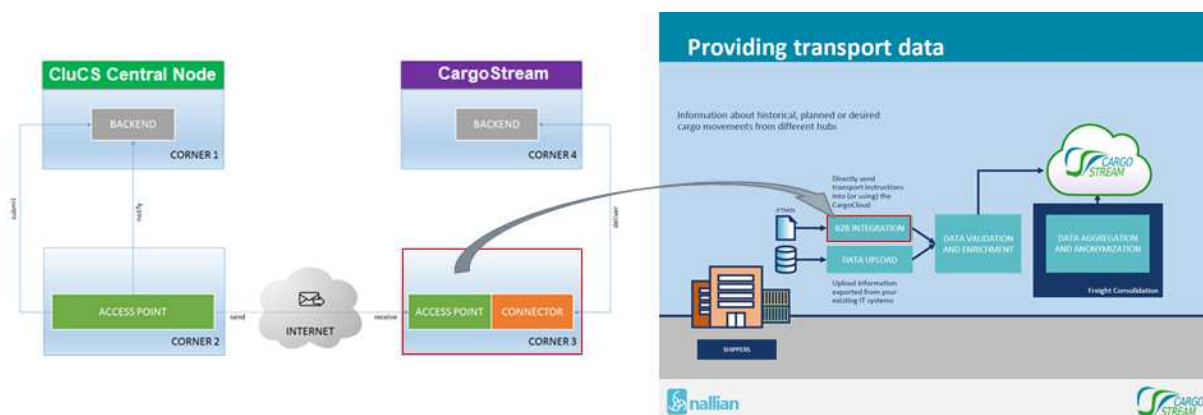 CluCS Central Node
BACKEND
CORNER 1
submit
notify
ACCESS POINT
CORNER 2
send
INTERNET
receive
CargoStream
BACKEND
CORNER 4
deliver
ACCESS POINT
CONNECTOR
CORNER 3
Providing transport data
Information about historical, planned or desired
cargo movements from different hubs
Directly send
transport instructions
into (or using) the
CargoCloud
B2B INTEGRATION
DATA UPLOAD
Upload information
exported from your
existing IT systems
DATA VALIDATION
AND ENRICHMENT
CARGO
STREAM
DATA AGGREGATION
AND ANONYMIZATION
Freight Consolidation
SHIPPERS
nallian
CARGO
STREAM